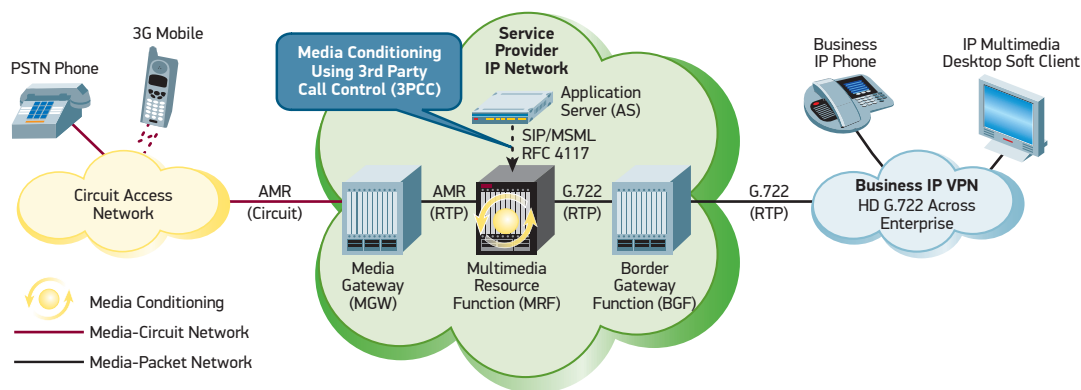 3G Mobile
PSTN Phone
Circuit Access
Network
AMR
(Circuit)
Media Conditioning
Using 3rd Party
Call Control (3PCC)
Service
Provider
IP Network
Application
Server (AS)
SIP/MSML
RFC 4117
AMR
(RTP)
G.722
(RTP)
Media
Gateway
(MGW)
Multimedia
Resource
Function (MRF)
Border
Gateway
Function (BGF)
G.722
(RTP)
Business
IP Phone
IP Multimedia
Desktop Soft Client
Business IP VPN
HD G.722 Across
Enterprise
Media Conditioning
Media-Circuit Network
Media-Packet Network